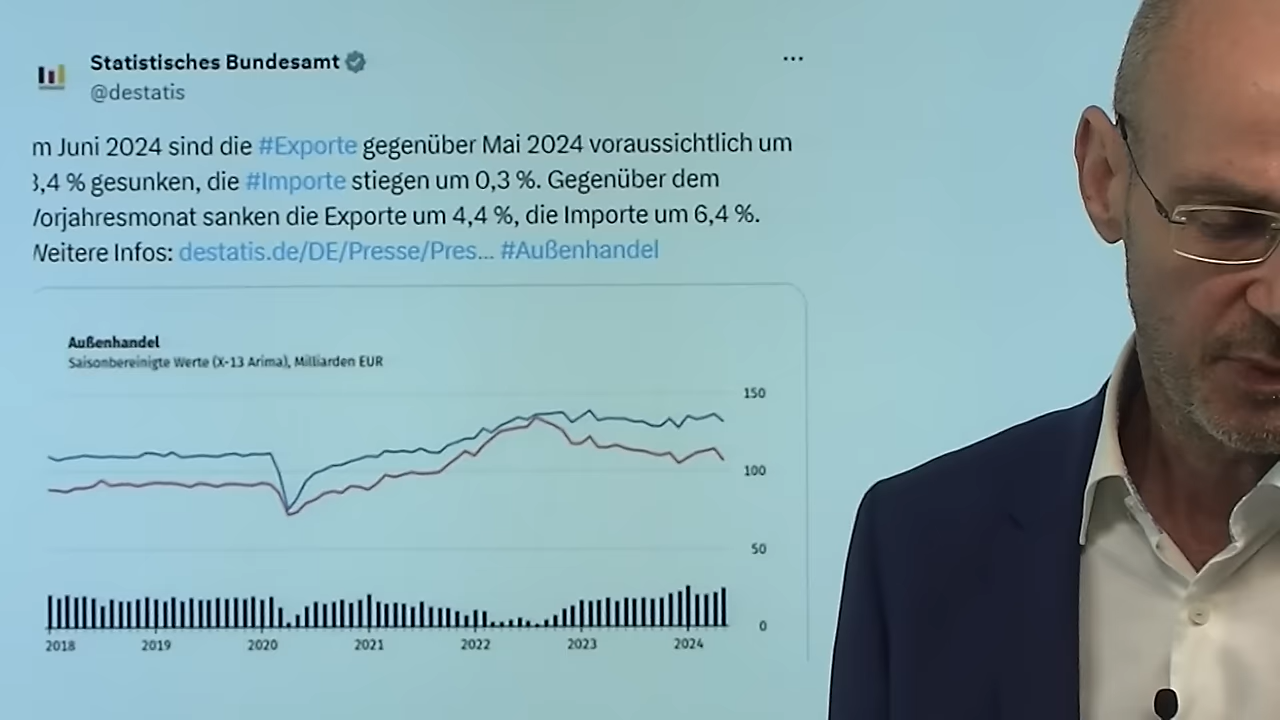 Statistisches Bundesamt
@destatis
m Juni 2024 sind die #Exporte gegenüber Mai 2024 voraussichtlich um
3,4 % gesunken, die #Importe stiegen um 0,3 %. Gegenüber dem
Vorjahresmonat sanken die Exporte um 4,4 %, die Importe um 6,4 %.
Weitere Infos: destatis.de/DE/Presse/Pres... #Außenhandel
Außenhandel
Saisonbereinigte Werte (X-13 Arima), Milliarden EUR
150
100
50
0
2018 2019 2020 2021 2022 2023 2024